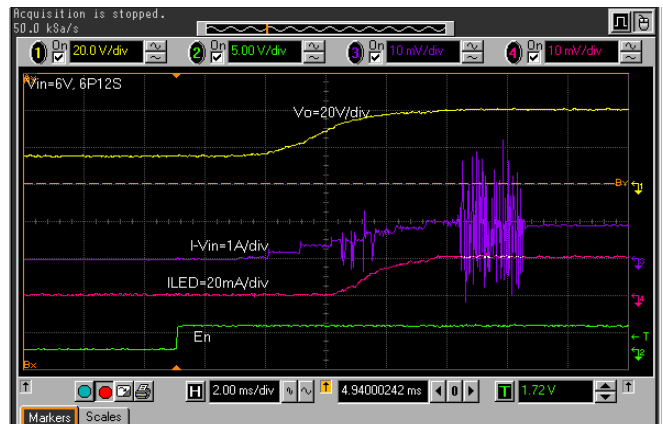 Acquisition is stopped.
50.0 kSa/s
1 On 20.0 V/div 2 On 5.00 V/div 3 On 10 mV/div 4 On 10 mV/div
Vin=6V, 6P12S
Vo=20V/div
I-Vin=1A/div
ILED=20mA/div
En
Bx
H 2.00 ms/div 4.94000242 ms 0 T 1.72 V
Markers Scales